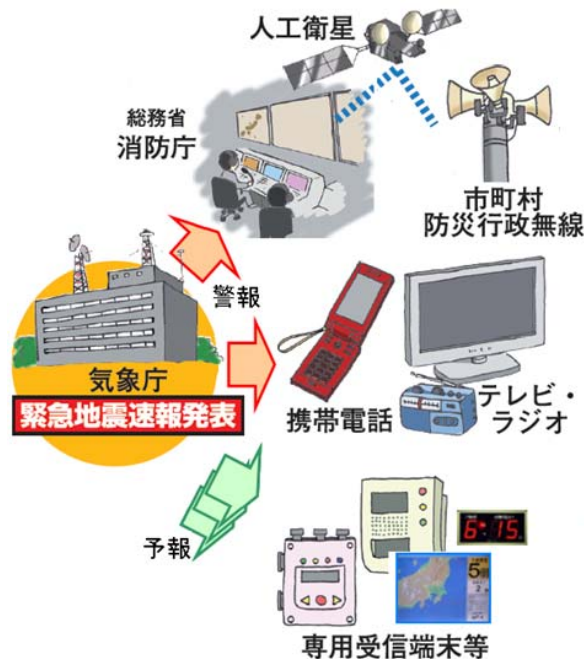 人工衛星
総務省
消防庁
市町村
防災行政無線
警報
気象庁
緊急地震速報発表
携帯電話
テレビ・
ラジオ
予報
6 15
5
専用受信端末等